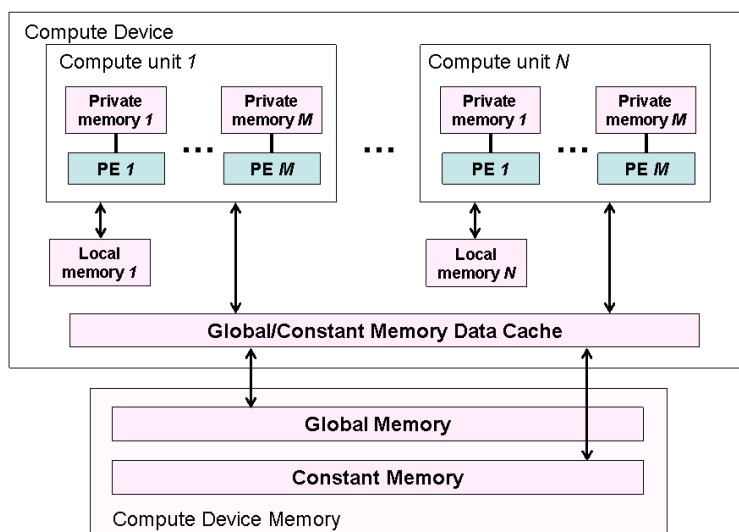 Compute Device
Compute unit 1
Compute unit N
Private
memory 1
Private
memory M
Private
memory 1
Private
memory M
...
...
...
PE 1
PE M
PE 1
PE M
Local
memory 1
Local
memory N
Global/Constant Memory Data Cache
Global Memory
Constant Memory
Compute Device Memory